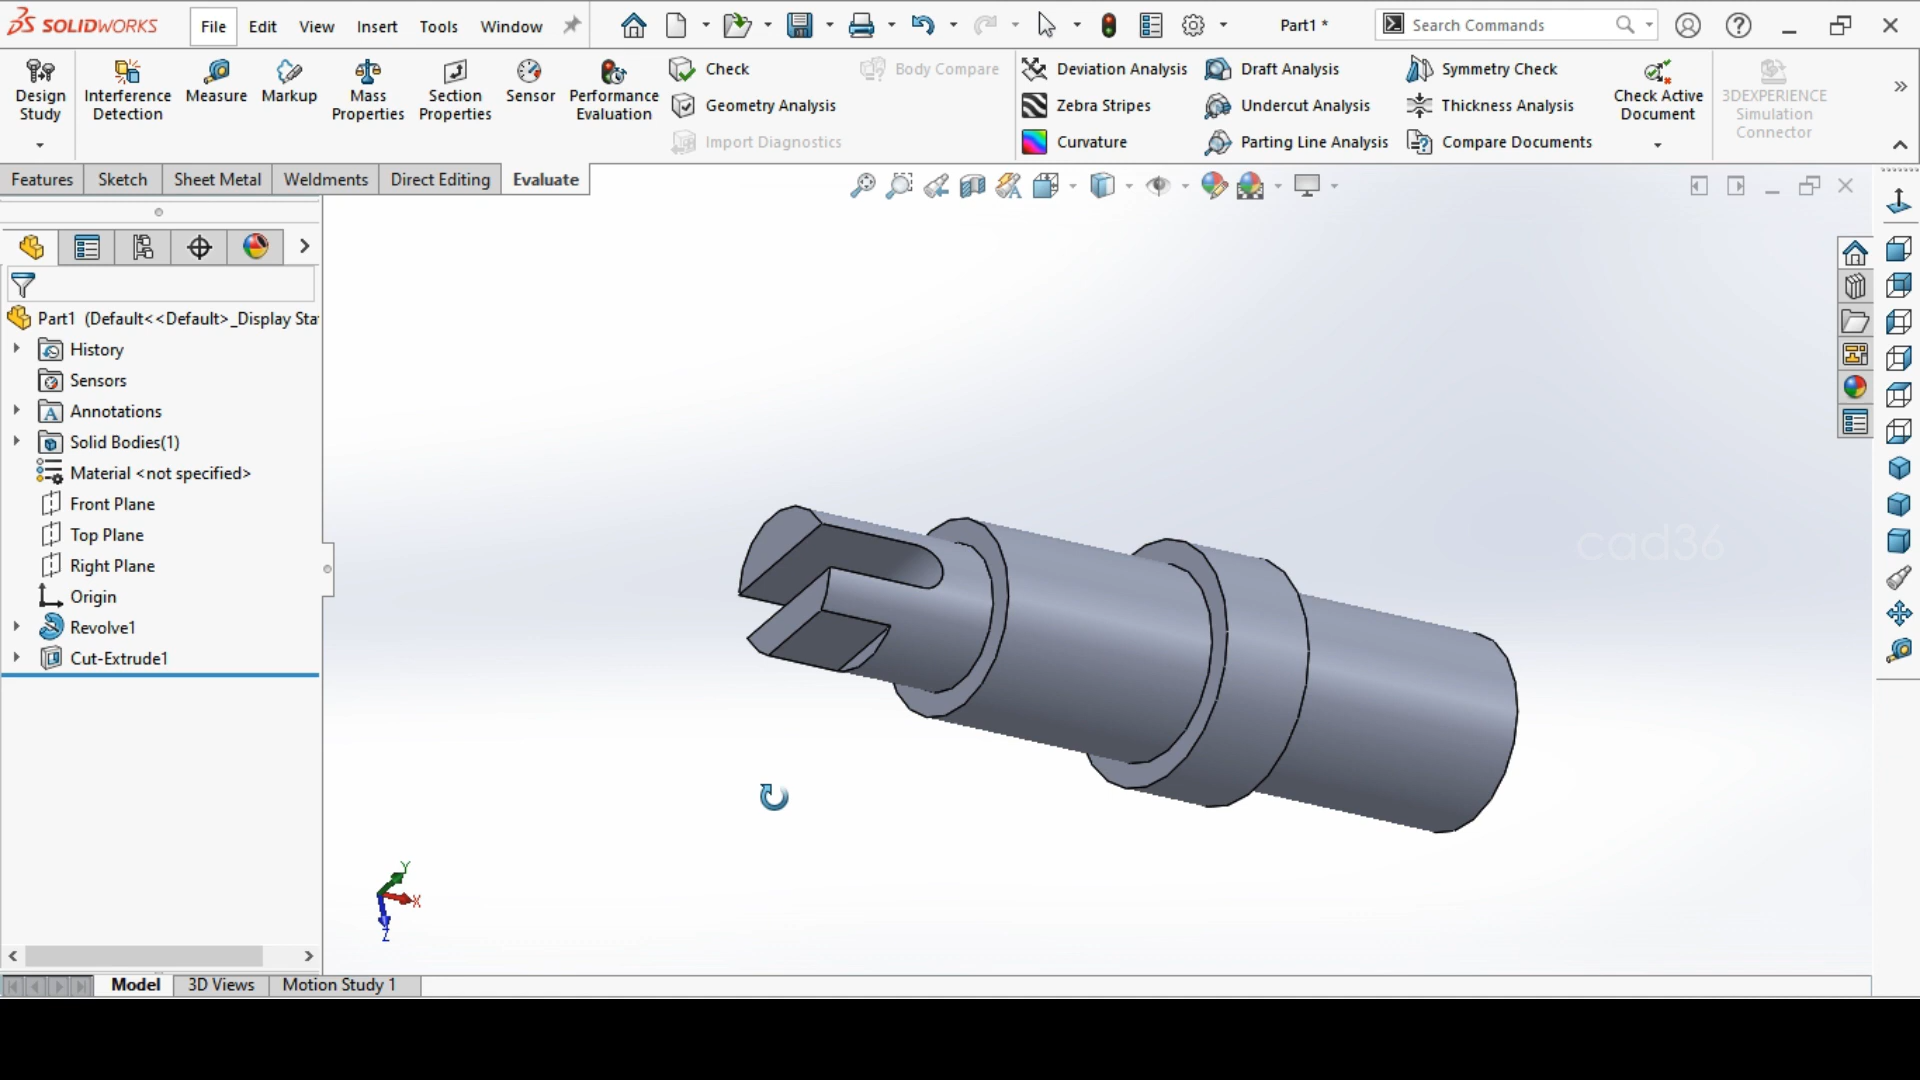 SOLIDWORKS File Edit View Insert Tools Window Part1 * Search Commands
Design Study
Interference Detection
Measure
Markup
Mass Properties
Section Properties
Sensor
Performance Evaluation
Check
Geometry Analysis
Import Diagnostics
Body Compare
Deviation Analysis
Zebra Stripes
Curvature
Draft Analysis
Undercut Analysis
Parting Line Analysis
Symmetry Check
Thickness Analysis
Compare Documents
Check Active Document
3DEXPERIENCE Simulation Connector
Features Sketch Sheet Metal Weldments Direct Editing Evaluate
Part1 (Default<<Default>_Display Sta
History
Sensors
Annotations
Solid Bodies(1)
Material <not specified>
Front Plane
Top Plane
Right Plane
Origin
Revolve1
Cut-Extrude1
cad36
Y
X
Z
Model 3D Views Motion Study 1